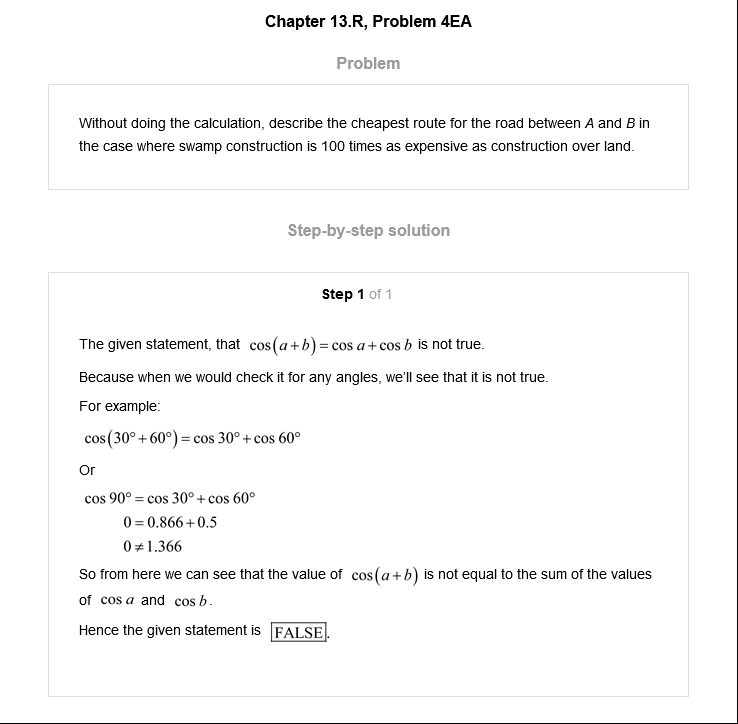 Chapter 13.R, Problem 4EA
Problem
Without doing the calculation, describe the cheapest route for the road between A and B in
the case where swamp construction is 100 times as expensive as construction over land.
Step-by-step solution
Step 1 of 1
The given statement, that cos(a+b)=cos a+cos b is not true.
Because when we would check it for any angles, we'll see that it is not true.
For example:
cos(30°+60°)=cos 30°+cos 60°
Or
cos 90°=cos 30°+cos 60°
0=0.866+0.5
0≠1.366
So from here we can see that the value of cos(a+b) is not equal to the sum of the values
of cos a and cos b.
Hence the given statement is FALSE.